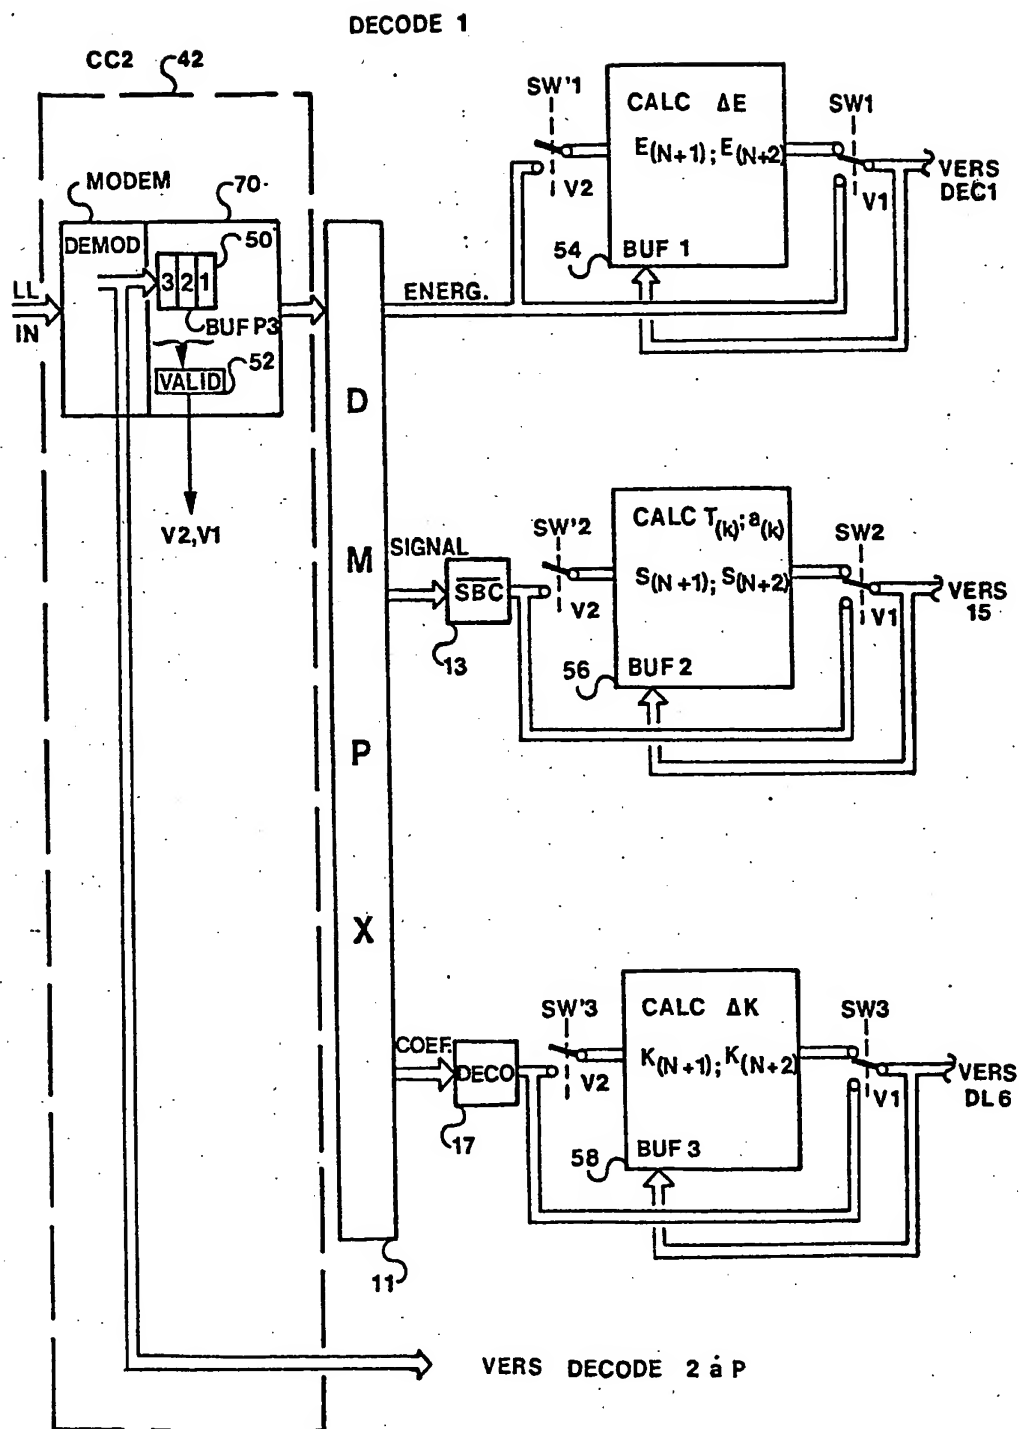 DECODE 1
CC2 42
MODEM 70
DEMOD
3 2 1
50
BUF P3
VALID
52
V2,V1
LL
IN
D
M
P
X
11
ENERG.
SW'1
V2
CALC ΔE
E(N+1); E(N+2)
BUF 1
54
SW1
V1
VERS
DEC1
SIGNAL
SBC
13
SW'2
V2
CALC T(k); a(k)
S(N+1); S(N+2)
BUF 2
56
SW2
V1
VERS
15
COEF.
DECO
17
SW'3
V2
CALC ΔK
K(N+1); K(N+2)
BUF 3
58
SW3
V1
VERS
DL6
VERS DECODE 2 à P